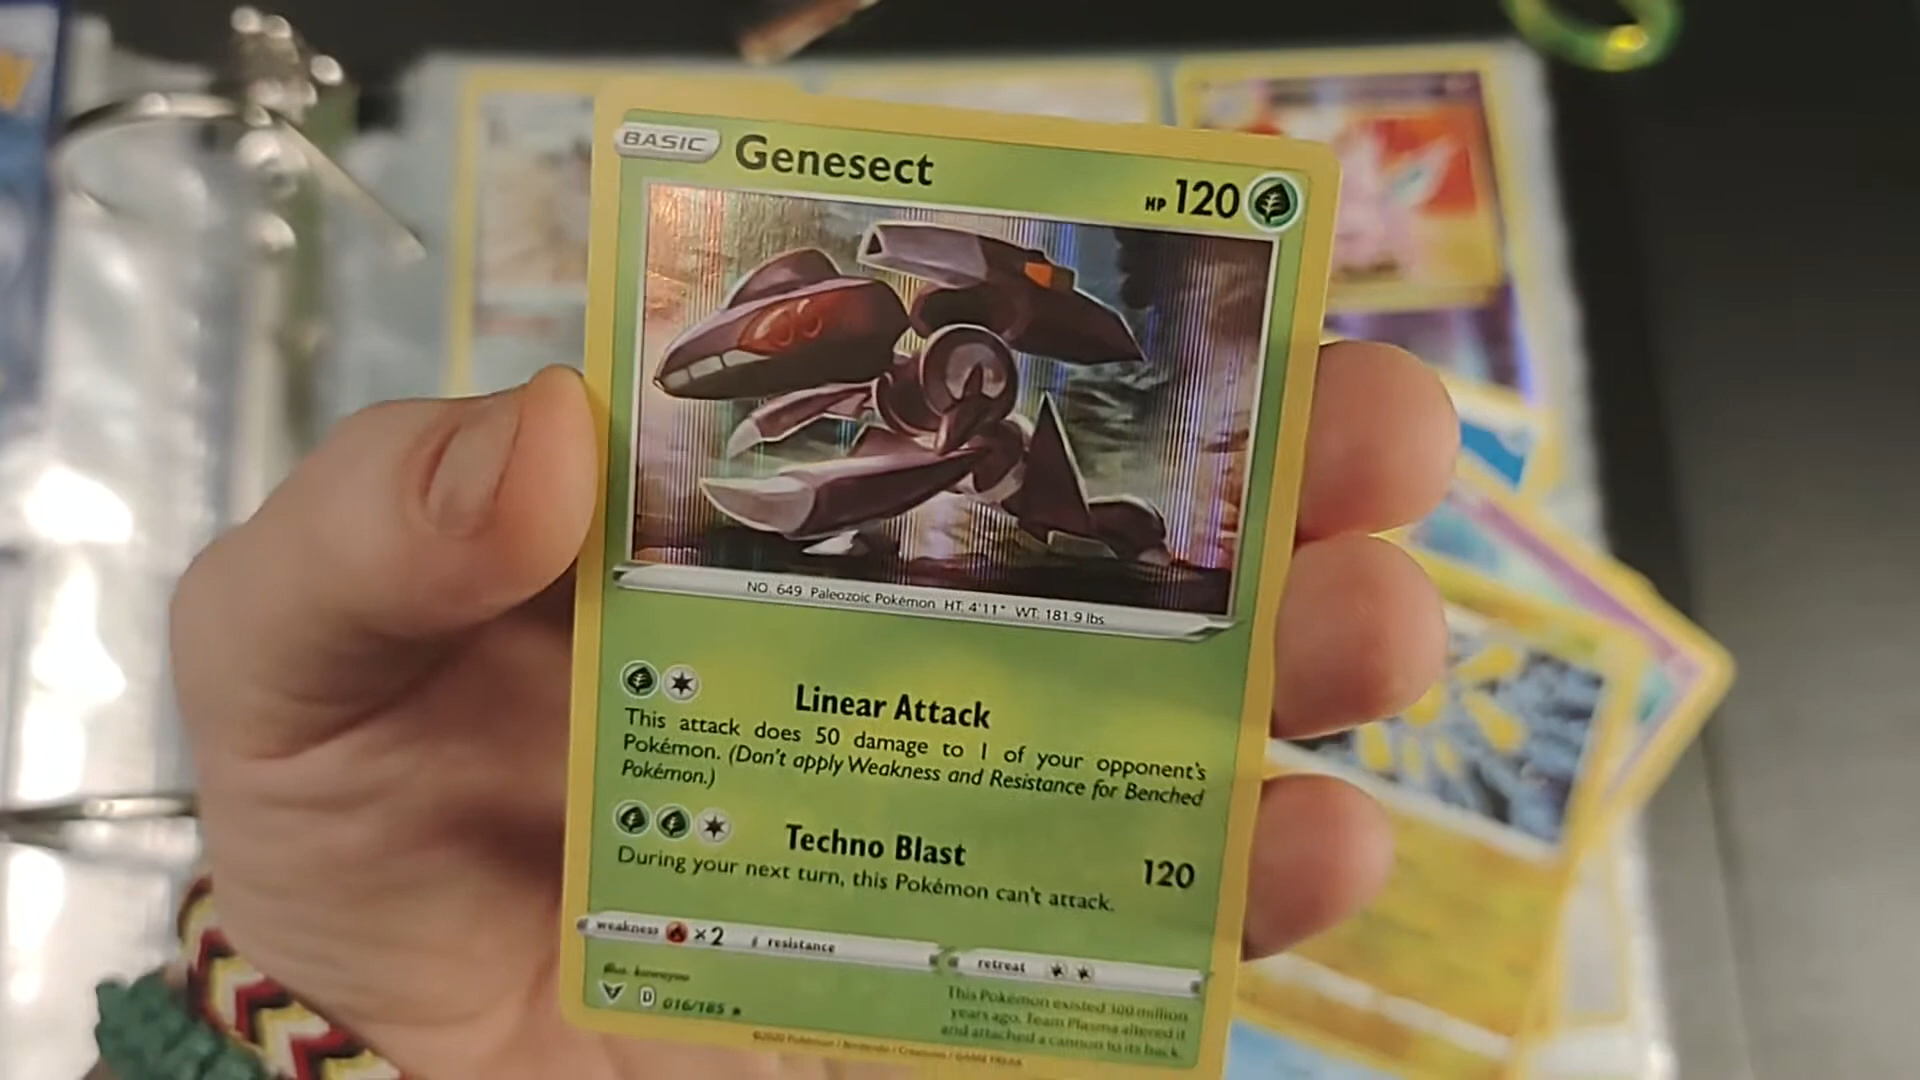 BASIC Genesect HP 120
NO. 649 Paleozoic Pokémon HT. 4'11" WT. 181.9 lbs
Linear Attack
This attack does 50 damage to 1 of your opponent's
Pokémon. (Don't apply Weakness and Resistance for Benched
Pokémon.)
Techno Blast 120
During your next turn, this Pokémon can't attack.
weakness ×2 resistance retreat
illus. kawayoo
D 016/185 ★
This Pokémon existed 300 million
years ago. Team Plasma altered it
and attached a cannon to its back.
©2020 Pokémon / Nintendo / Creatures / GAME FREAK